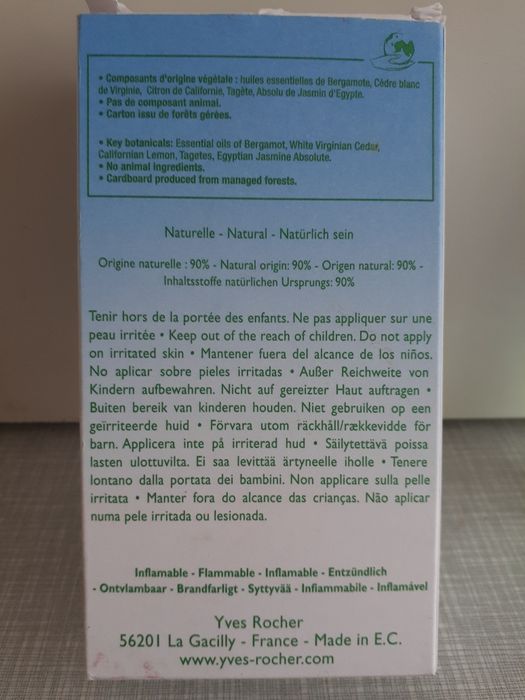 • Composants d'origine végétale : huiles essentielles de Bergamote, Cèdre blanc
de Virginie, Citron de Californie, Tagète, Absolu de Jasmin d'Egypte.
• Pas de composant animal.
• Carton issu de forêts gérées.
• Key botanicals: Essential oils of Bergamot, White Virginian Cedar,
Californian Lemon, Tagetes, Egyptian Jasmine Absolute.
• No animal ingredients.
• Cardboard produced from managed forests.
Naturelle - Natural - Natürlich sein
Origine naturelle : 90% - Natural origin: 90% - Origen natural: 90% -
Inhaltsstoffe natürlichen Ursprungs: 90%
Tenir hors de la portée des enfants. Ne pas appliquer sur une
peau irritée • Keep out of the reach of children. Do not apply
on irritated skin • Mantener fuera del alcance de los niños.
No aplicar sobre pieles irritadas • Außer Reichweite von
Kindern aufbewahren. Nicht auf gereizter Haut auftragen •
Buiten bereik van kinderen houden. Niet gebruiken op een
geïrriteerde huid • Förvara utom räckhåll/rækkevidde för
barn. Applicera inte på irriterad hud • Säilytettävä poissa
lasten ulottuvilta. Ei saa levittää ärtyneelle iholle • Tenere
lontano dalla portata dei bambini. Non applicare sulla pelle
irritata • Manter fora do alcance das crianças. Não aplicar
numa pele irritada ou lesionada.
Inflamable - Flammable - Inflamable - Entzündlich
- Ontvlambaar - Brandfarligt - Syttyvää - Inflammabile - Inflamável
Yves Rocher
56201 La Gacilly - France - Made in E.C.
www.yves-rocher.com